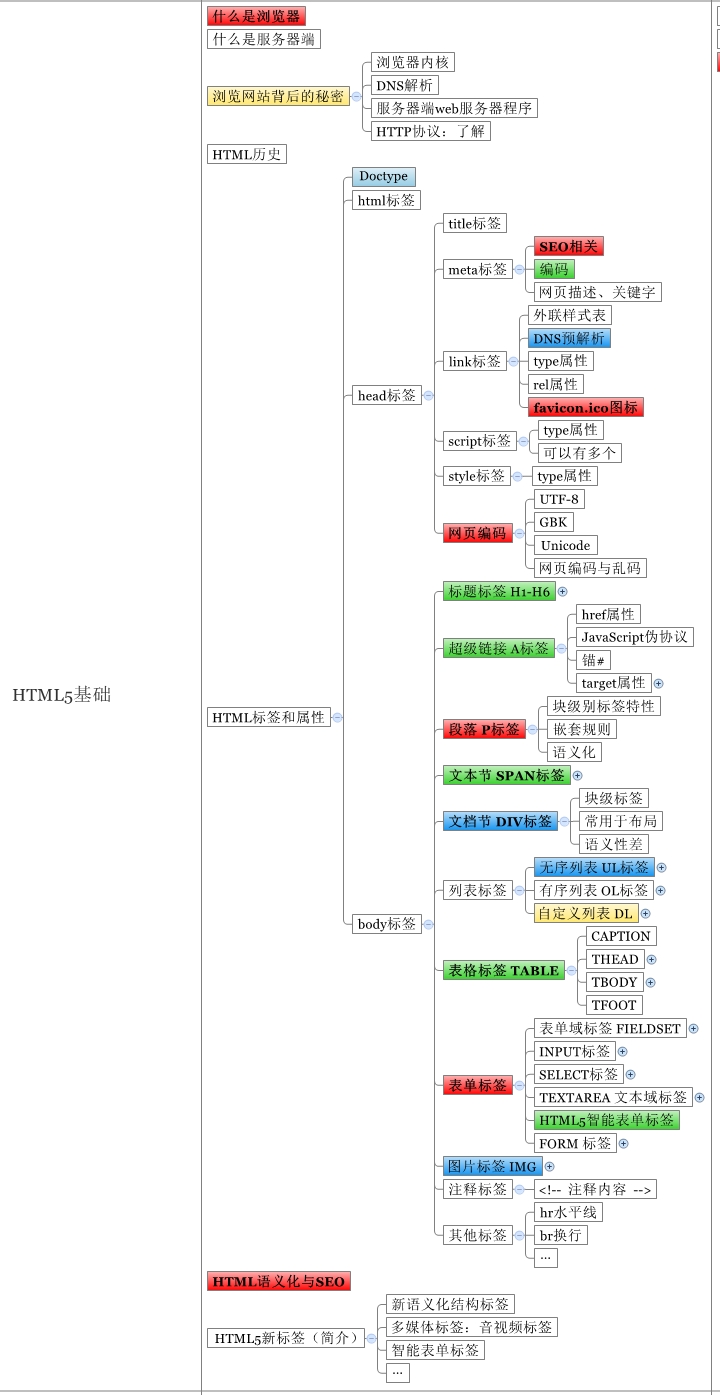 什么是浏览器
什么是服务器端
浏览网站背后的秘密
浏览器内核
DNS解析
服务器端web服务器程序
HTTP协议：了解
HTML历史
HTML5基础
HTML标签和属性
Doctype
html标签
head标签
title标签
meta标签
SEO相关
编码
网页描述、关键字
link标签
外联样式表
DNS预解析
type属性
rel属性
favicon.ico图标
script标签
type属性
可以有多个
style标签
type属性
网页编码
UTF-8
GBK
Unicode
网页编码与乱码
body标签
标题标签 H1-H6
超级链接 A标签
href属性
JavaScript伪协议
锚#
target属性
段落 P标签
块级别标签特性
嵌套规则
语义化
文本节 SPAN标签
文档节 DIV标签
块级标签
常用于布局
语义性差
列表标签
无序列表 UL标签
有序列表 OL标签
自定义列表 DL
表格标签 TABLE
CAPTION
THEAD
TBODY
TFOOT
表单标签
表单域标签 FIELDSET
INPUT标签
SELECT标签
TEXTAREA 文本域标签
HTML5智能表单标签
FORM 标签
图片标签 IMG
注释标签
<!-- 注释内容 -->
其他标签
hr水平线
br换行
...
HTML语义化与SEO
HTML5新标签（简介）
新语义化结构标签
多媒体标签：音视频标签
智能表单标签
...